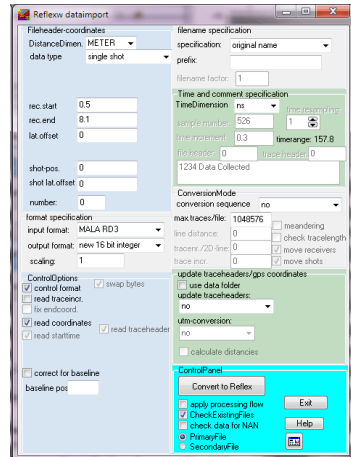 Reflexw dataimport
Fileheader-coordinates
DistanceDimen. METER
data type single shot
rec.start 0.5
rec.end 8.1
lat.offset 0
shot-pos. 0
shot lat.offset 0
number: 0
format specification
input format: MALA RD3
output format: new 16 bit integer
scaling: 1
ControlOptions
control format
swap bytes
read traceincr.
fix endcoord.
read coordinates
read traceheader
read starttime
correct for baseline
baseline pos
filename specification
specification: original name
prefix:
filename factor: 1
Time and comment specification
TimeDimension ns
time resampling:
sample number: 526 1
time increment: 0.3 timerange: 157.8
file header: 0 trace header: 0
1234 Data Collected
ConversionMode
conversion sequence no
max.traces/file: 1048576
meandering
line distance: 0
check tracelength
tracenr./2D-line: 0
move receivers
trace incr. 0
move shots
update traceheaders/gps coordinates
use data folder
update traceheaders:
no
utm-conversion:
no
calculate distancies
ControlPanel
Convert to Reflex
apply processing flow
Exit
CheckExistingFiles
check data for NAN
Help
PrimaryFile
SecondaryFile